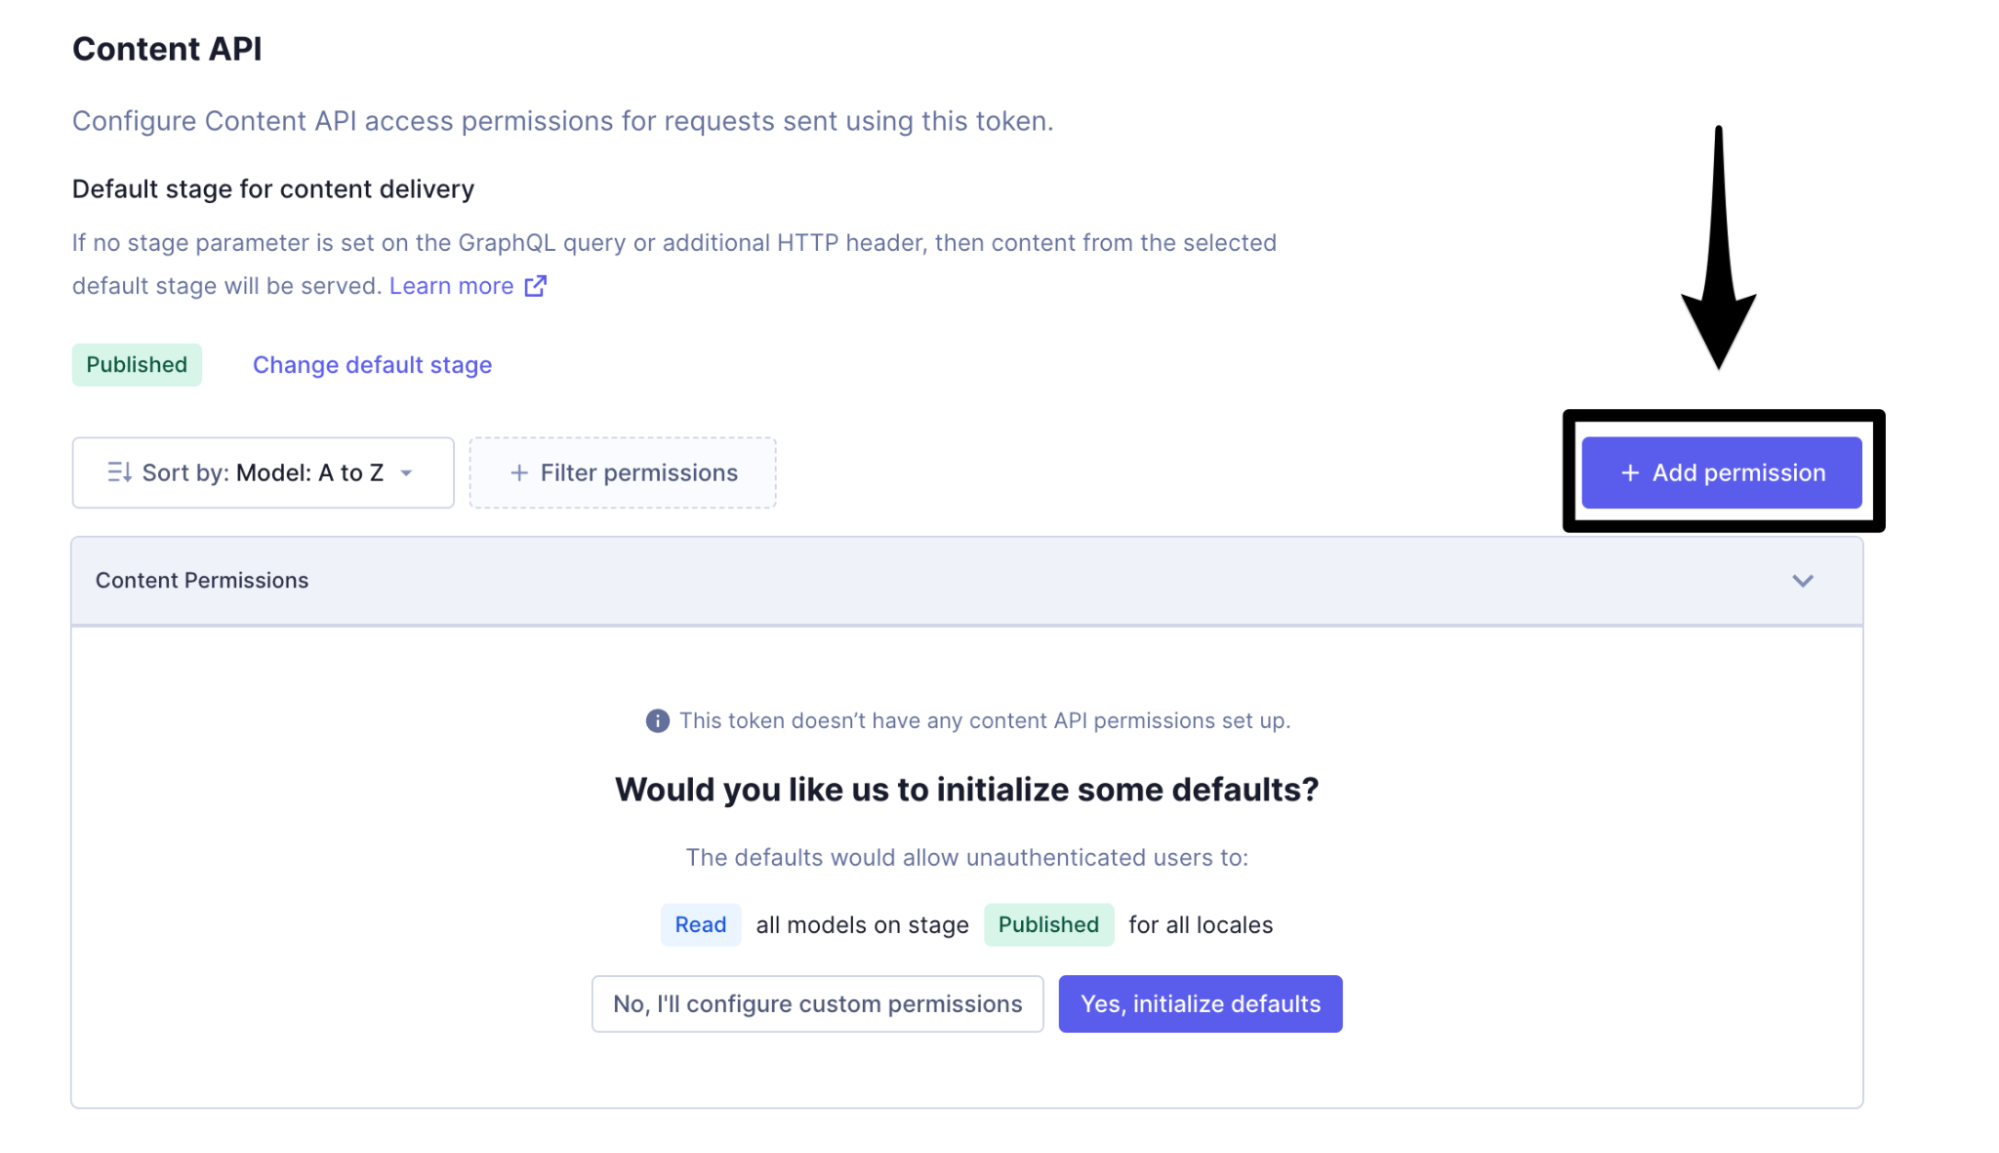 Content API
Configure Content API access permissions for requests sent using this token.
Default stage for content delivery
If no stage parameter is set on the GraphQL query or additional HTTP header, then content from the selected
default stage will be served. Learn more
Published Change default stage
Sort by: Model: A to Z + Filter permissions + Add permission
Content Permissions
This token doesn’t have any content API permissions set up.
Would you like us to initialize some defaults?
The defaults would allow unauthenticated users to:
Read all models on stage Published for all locales
No, I'll configure custom permissions Yes, initialize defaults